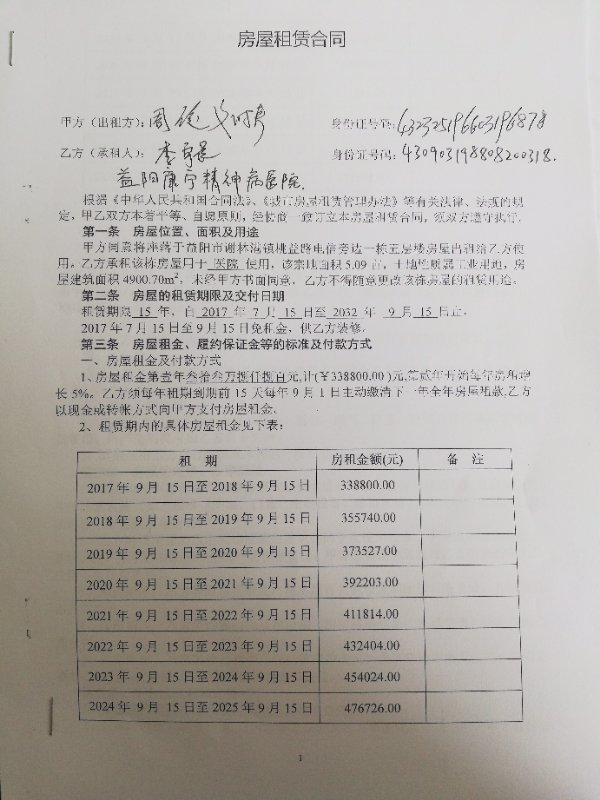 房屋租赁合同
甲方（出租方）：周
身份证号码：432325196603196878
乙方（承租人）：李
身份证号码：430903198808200318.
益阳康宁精神病医院.
根据《中华人民共和国合同法》、《城市房屋租赁管理办法》等有关法律、法规的规
定，甲乙双方本着平等、自愿原则，经协商一致订立本房屋租赁合同，须双方遵守执行。
第一条 房屋位置、面积及用途
甲方同意将座落于益阳市谢林港镇桃益路电信旁边一栋五层楼房屋出租给乙方使
用。乙方承租该栋房屋用于 医院 使用，该宗地面积 5.09 亩，土地性质属工业用地，房
屋建筑面积 4900.70m²，未经甲方书面同意，乙方不得随意更改该栋房屋的租赁用途。
第二条 房屋的租赁期限及交付日期
租赁期限 15 年，自 2017 年 7 月 15 日至 2032 年 9 月 15 日止。
2017 年 7 月 15 日至 9 月 15 日免租金，供乙方装修。
第三条 房屋租金、履约保证金等的标准及付款方式
一、房屋租金及付款方式
1、房屋租金第壹年叁拾叁万捌仟捌百元,计(￥338800.00 )元,第贰年开始每年房租增
长 5%。乙方须每年租期到期前 15 天每年 9 月 1 日主动缴清下一年全年房屋租款,乙方
以现金或转帐方式向甲方支付房屋租金.
2、租赁期内的具体房屋租金见下表：
租 期 房租金额(元) 备 注
2017 年 9 月 15 日至 2018 年 9 月 15 日 338800.00
2018 年 9 月 15 日至 2019 年 9 月 15 日 355740.00
2019 年 9 月 15 日至 2020 年 9 月 15 日 373527.00
2020 年 9 月 15 日至 2021 年 9 月 15 日 392203.00
2021 年 9 月 15 日至 2022 年 9 月 15 日 411814.00
2022 年 9 月 15 日至 2023 年 9 月 15 日 432404.00
2023 年 9 月 15 日至 2024 年 9 月 15 日 454024.00
2024 年 9 月 15 日至 2025 年 9 月 15 日 476726.00
1